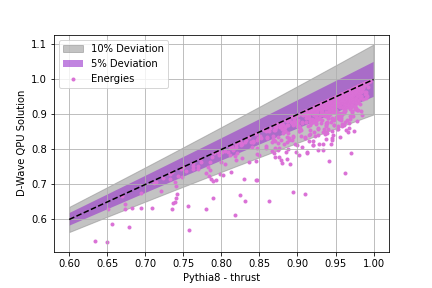 10% Deviation
5% Deviation
Energies
1.1
1.0
0.9
0.8
0.7
0.6
D-Wave QPU Solution
0.60 0.65 0.70 0.75 0.80 0.85 0.90 0.95 1.00
Pythia8 - thrust